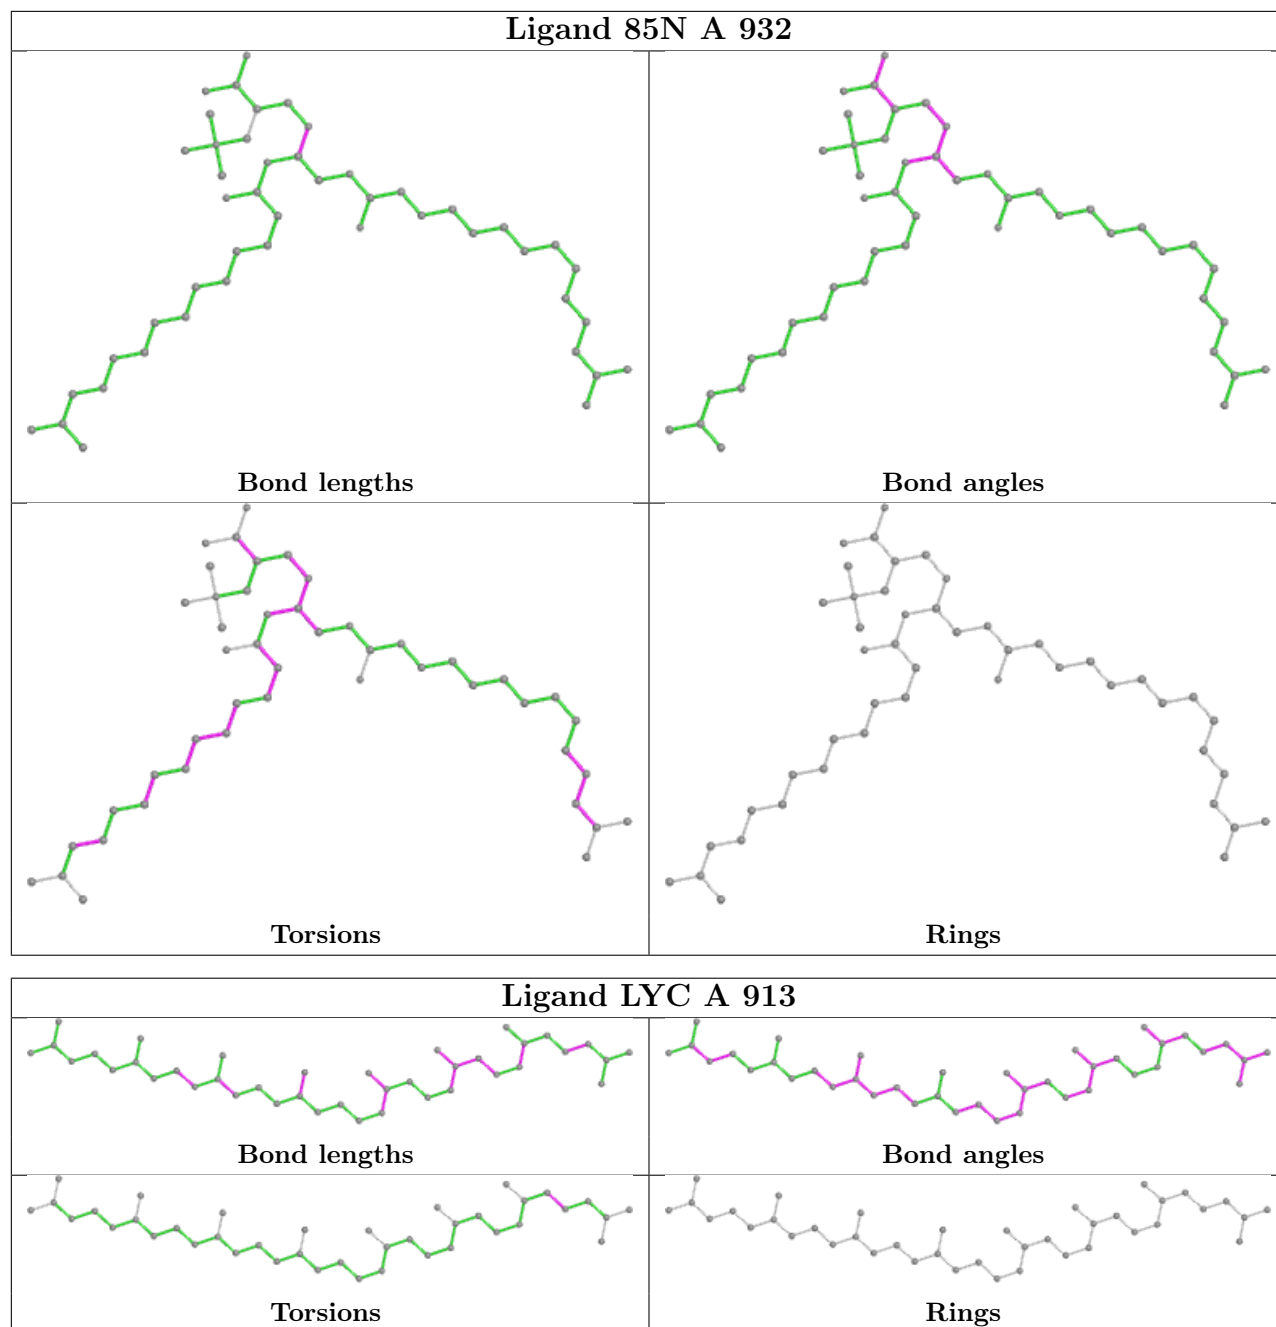 Ligand 85N A 932
Bond lengths
Bond angles
Torsions
Rings
Ligand LYC A 913
Bond lengths
Bond angles
Torsions
Rings